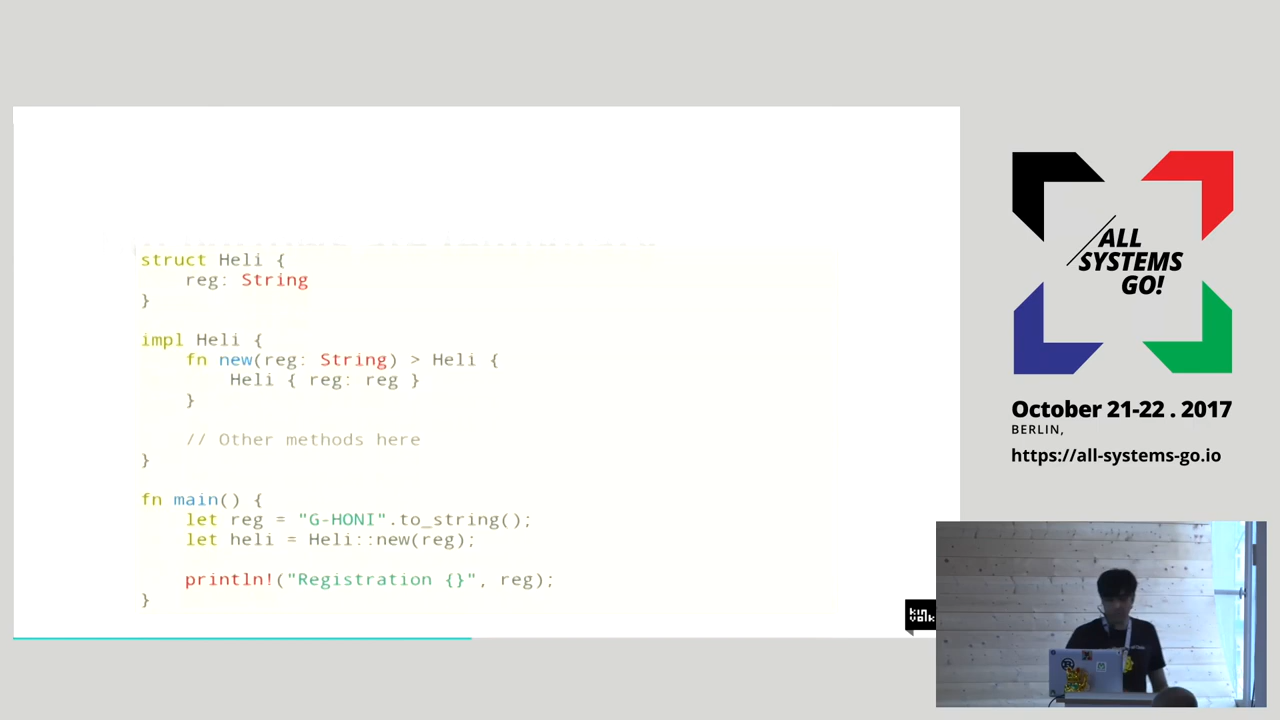 struct Heli {
    reg: String
}
impl Heli {
    fn new(reg: String) > Heli {
        Heli { reg: reg }
    }
    // Other methods here
}
fn main() {
    let reg = "G-HONI".to_string();
    let heli = Heli::new(reg);
    println!("Registration {}", reg);
}
kin
volk
ALL
SYSTEMS
GO!
October 21-22 . 2017
BERLIN,
https://all-systems-go.io